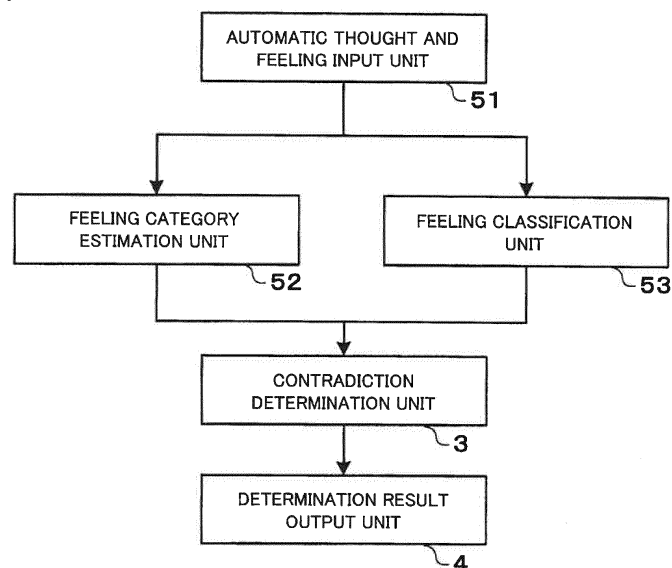 AUTOMATIC THOUGHT AND
FEELING INPUT UNIT
51
FEELING CATEGORY
ESTIMATION UNIT
52
FEELING CLASSIFICATION
UNIT
53
CONTRADICTION
DETERMINATION UNIT
3
DETERMINATION RESULT
OUTPUT UNIT
4